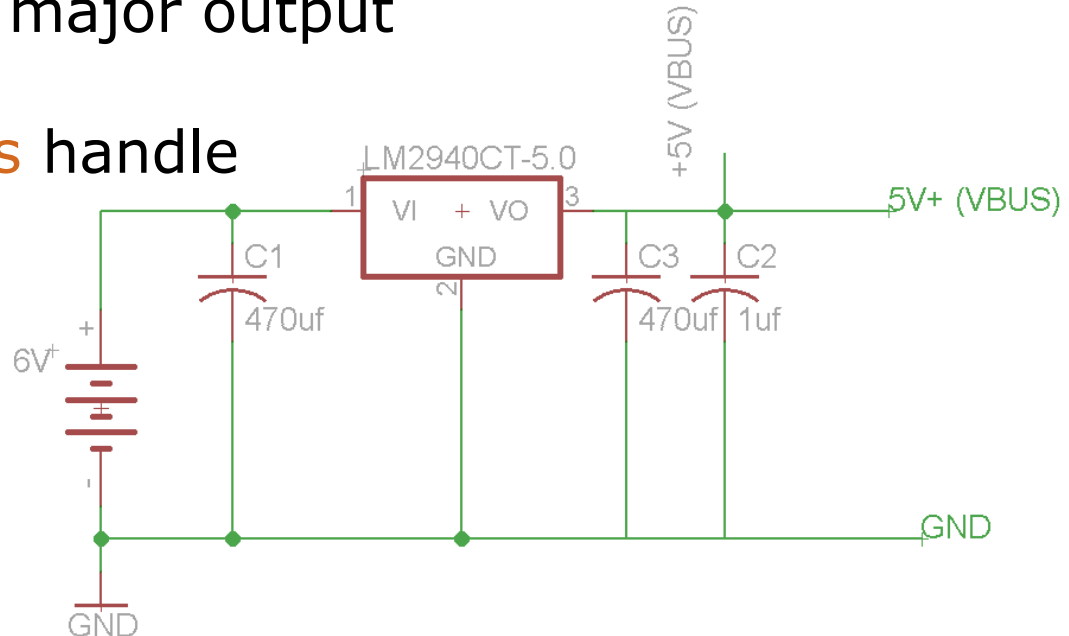 major output
s handle
+5V (VBUS)
LM2940CT-5.0
1
VI + VO
3
5V+ (VBUS)
GND
2
C1
470uf
C3
470uf
C2
1uf
+
6V
-
GND
GND